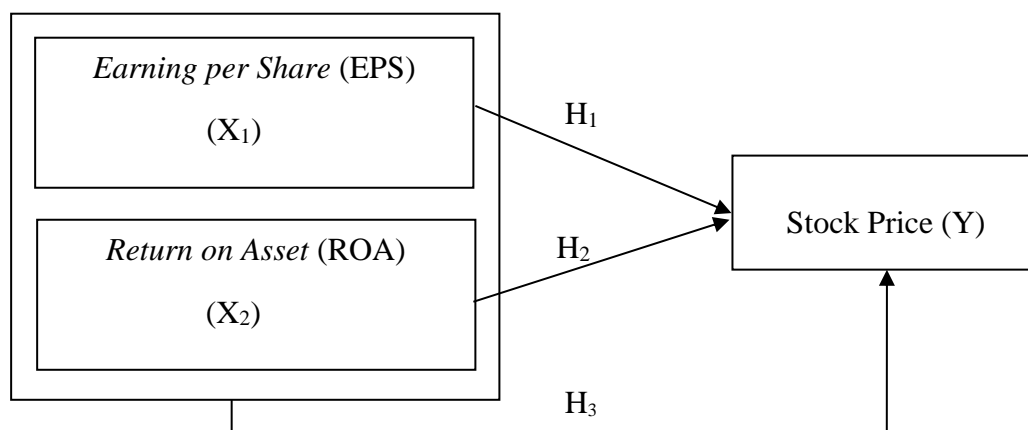 Earning per Share (EPS)
(X₁)
H₁
Stock Price (Y)
Return on Asset (ROA)
H₂
(X₂)
H₃